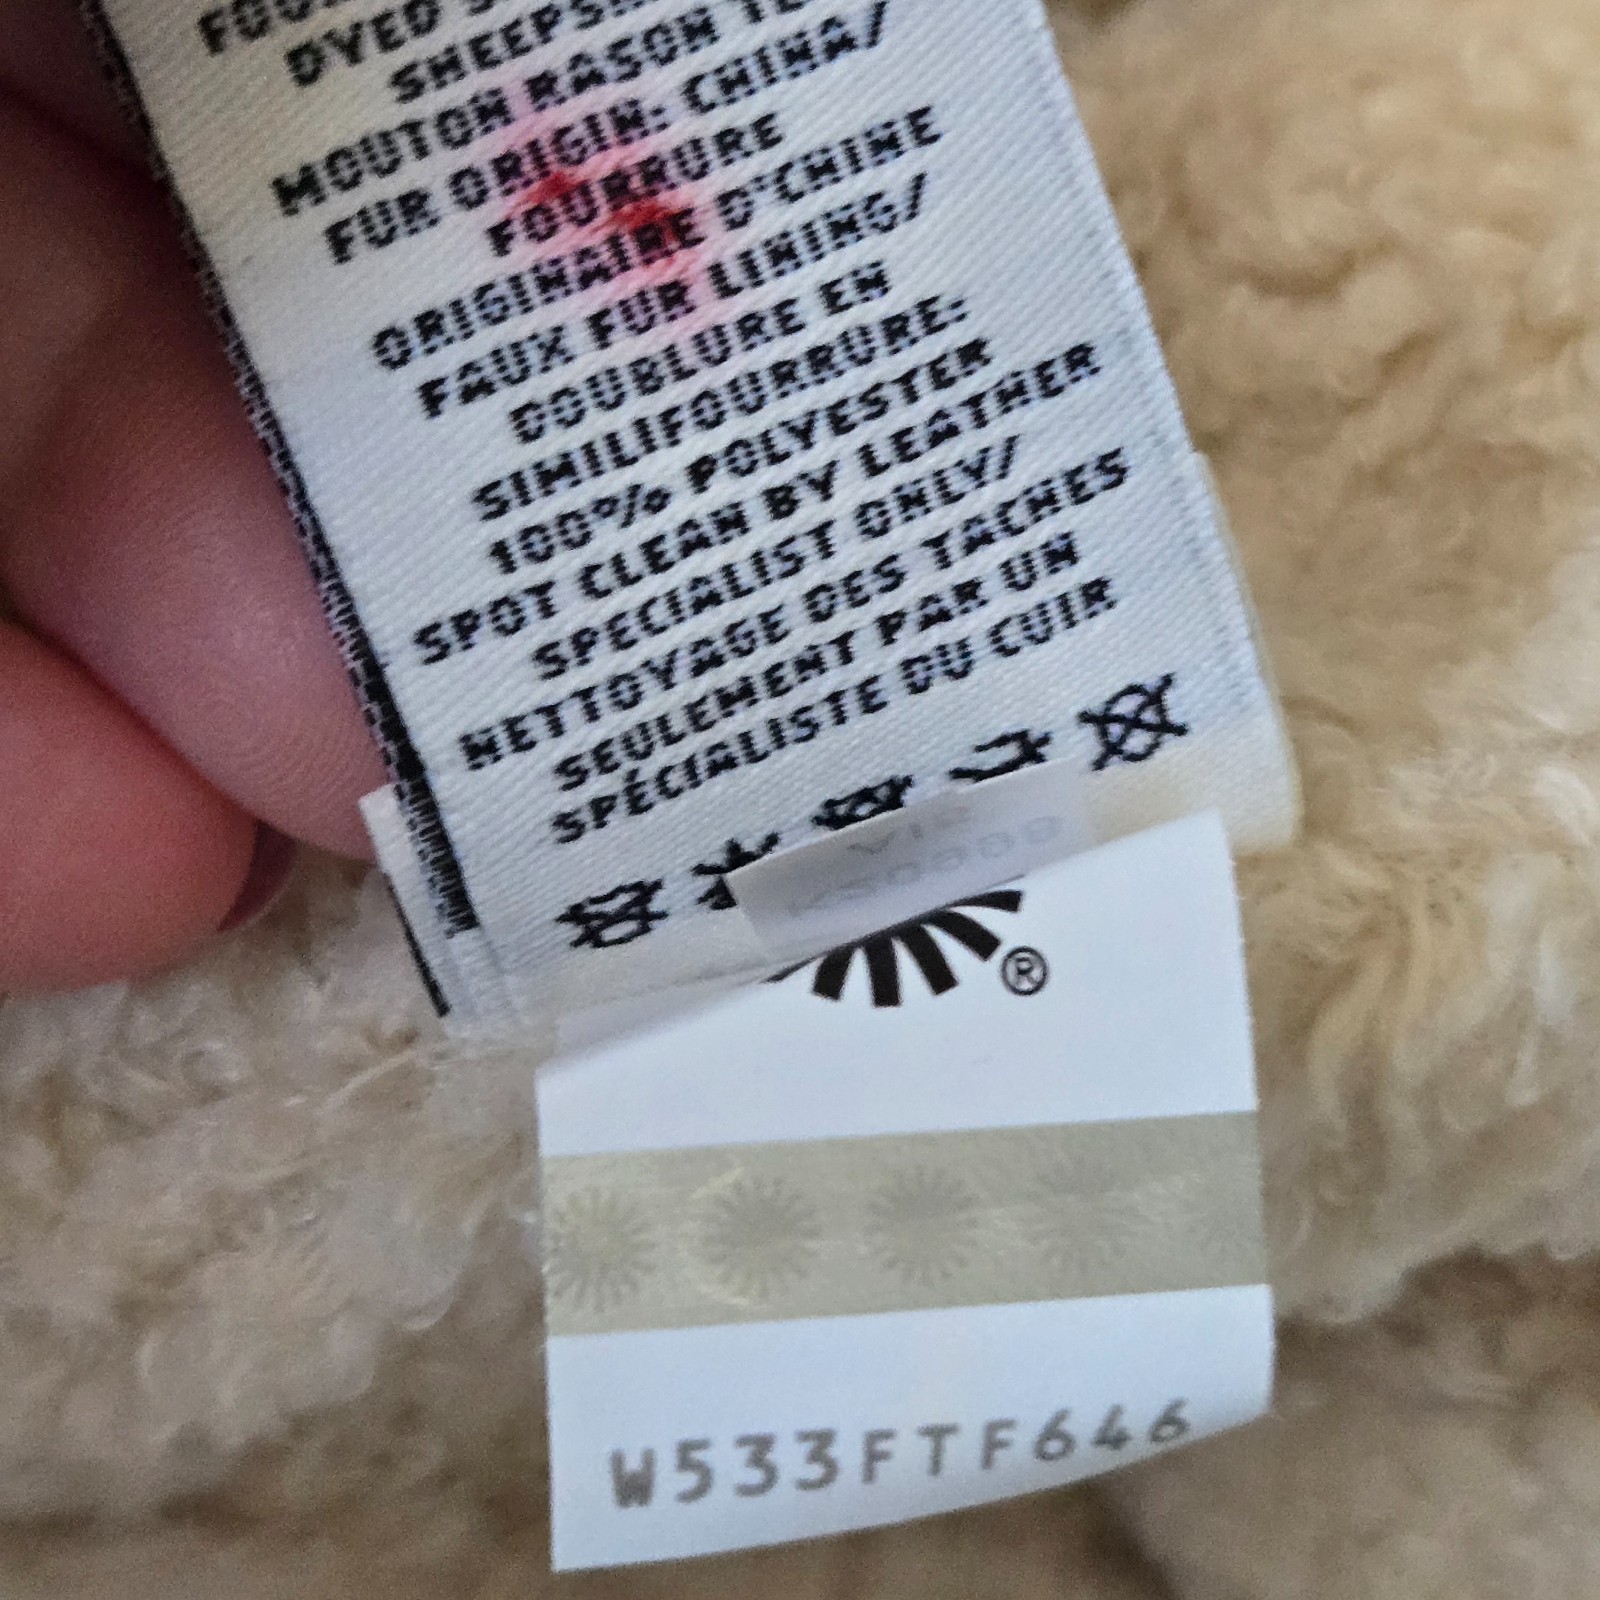 DYED
MOUTON RASON
FUR ORIGIN: CHINA/
FOURRURE
ORIGINAIRE D'CHINE
FAUX FUR LINING/
DOUBLURE EN
SIMILIFOURRURE:
100% POLYESTER
SPOT CLEAN BY LEATHER
SPECIALIST ONLY/
NETTOYAGE DES TACHES
SEULEMENT PAR UN
SPÉCIALISTE DU CUIR
®
W533FTF646